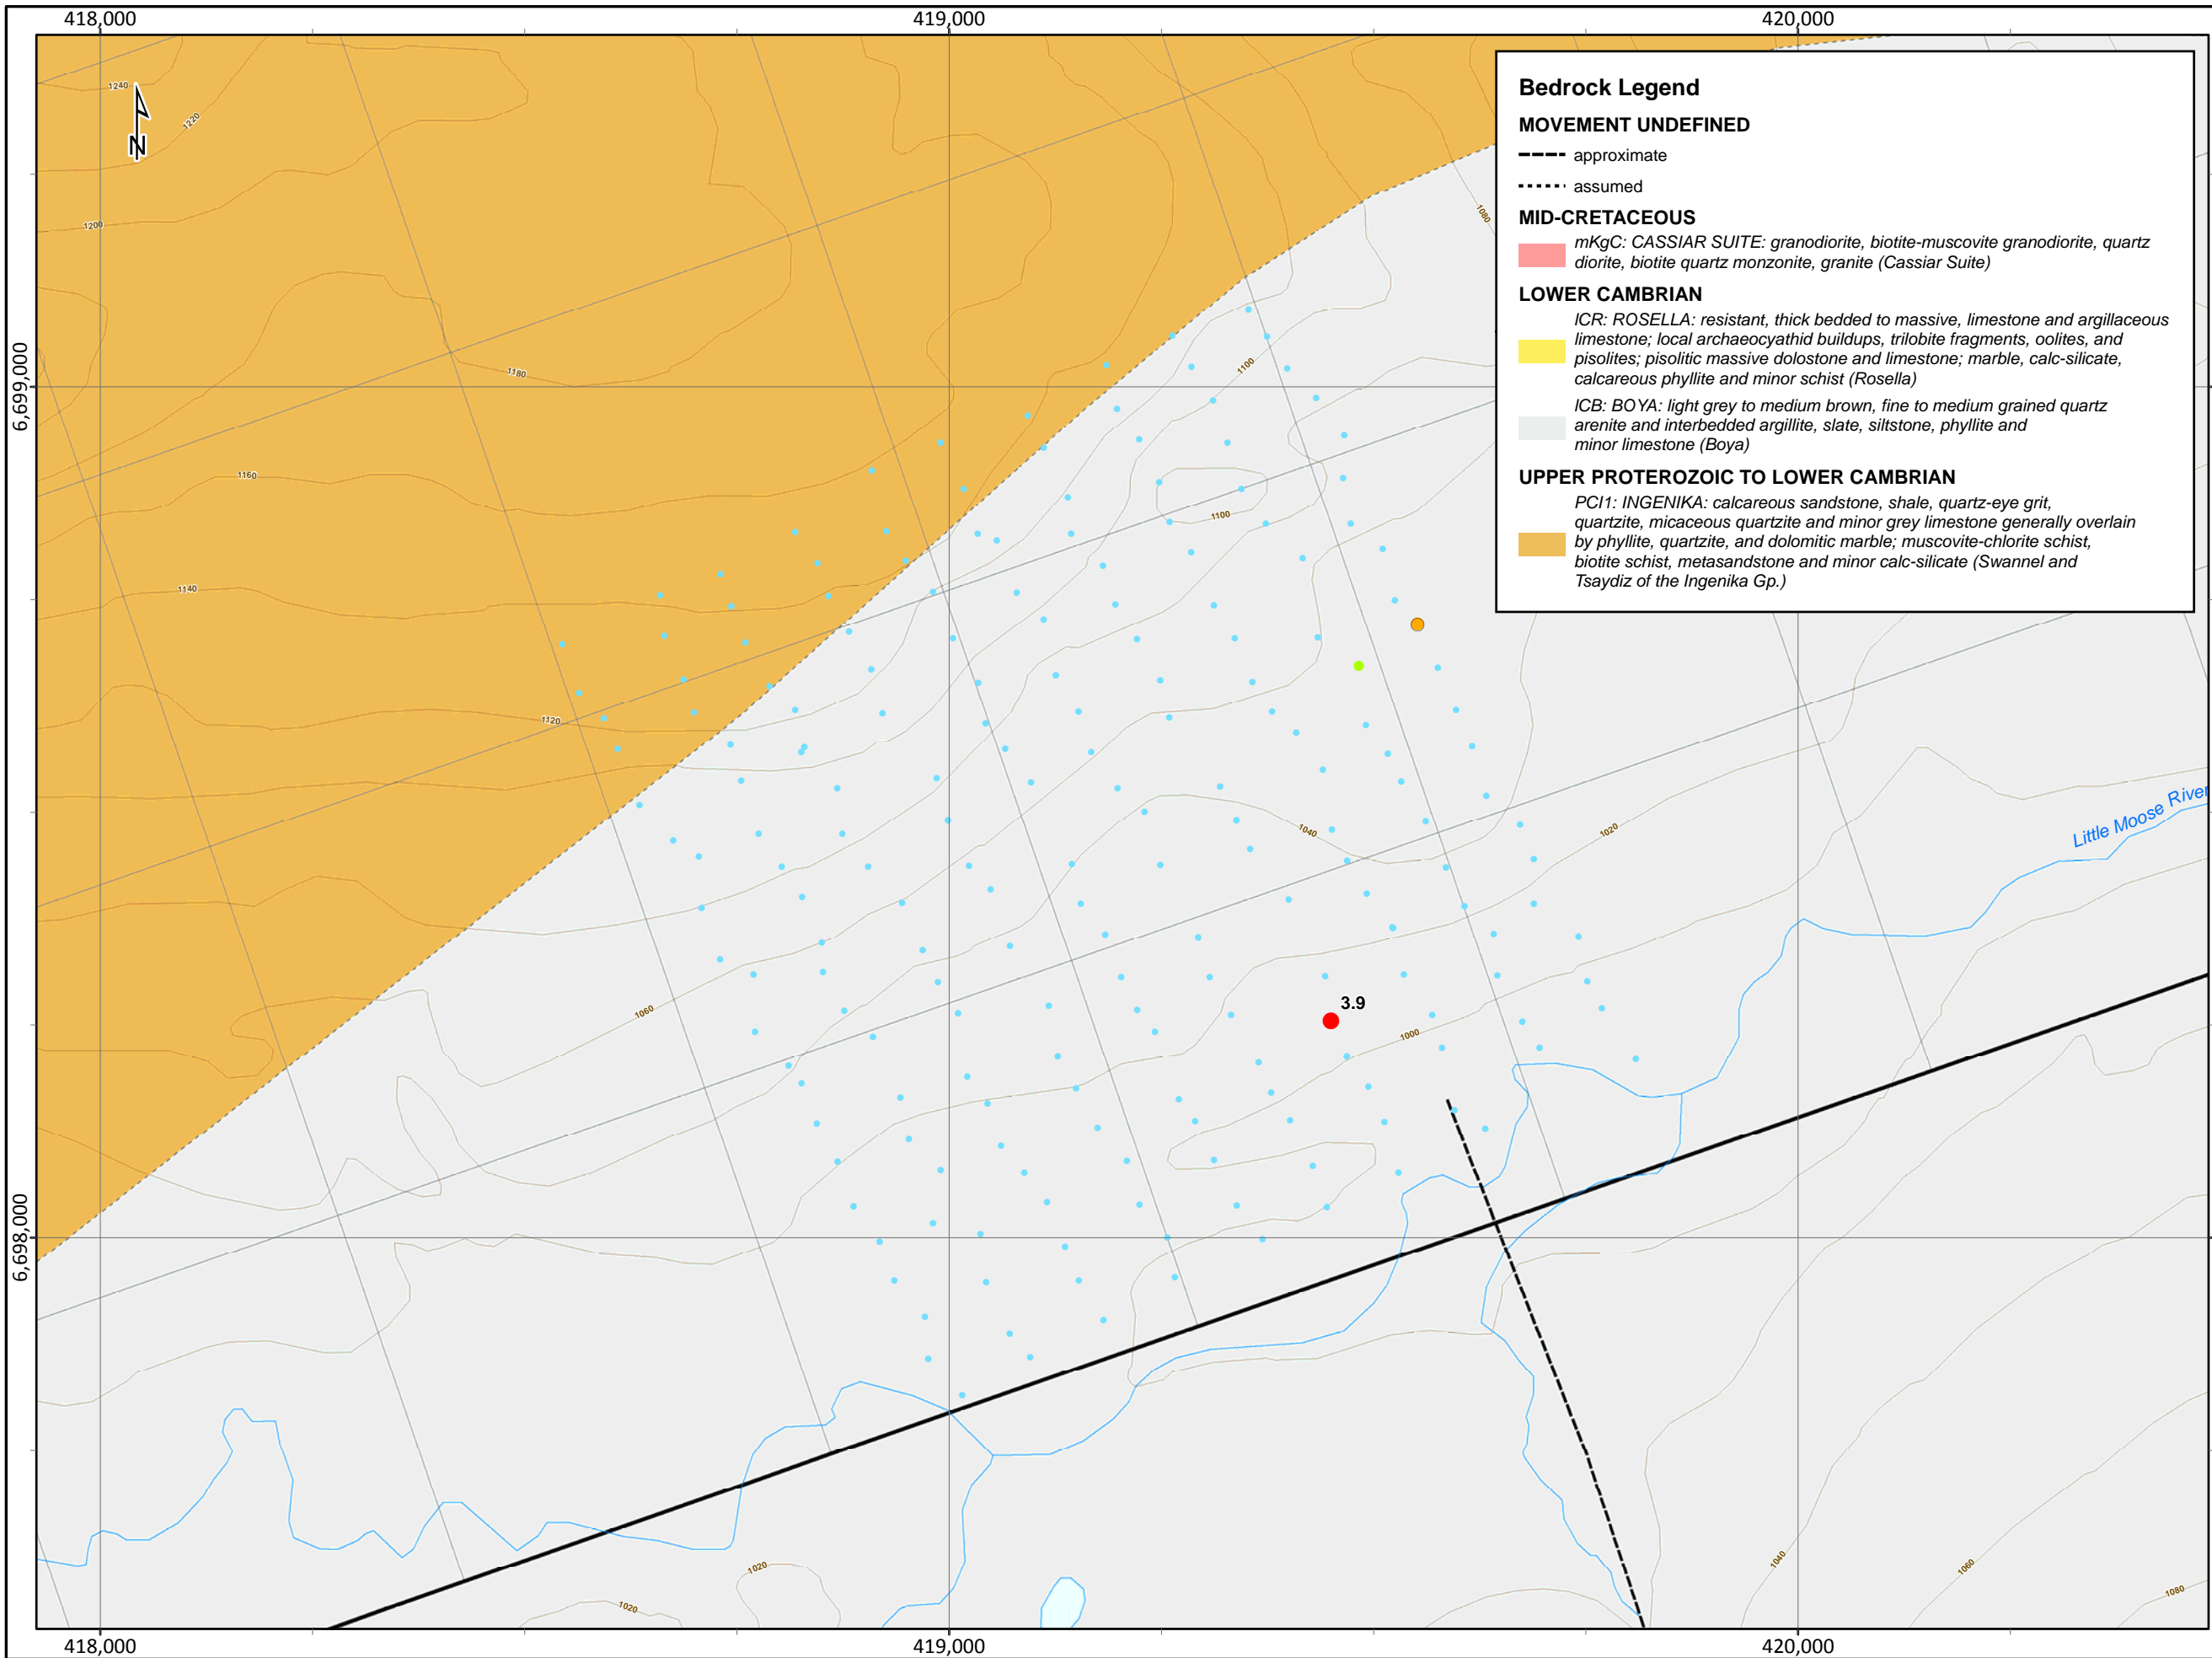 418,000
419,000
420,000
Bedrock Legend
MOVEMENT UNDEFINED
approximate
assumed
MID-CRETACEOUS
mKgC: CASSIAR SUITE: granodiorite, biotite-muscovite granodiorite, quartz
diorite, biotite quartz monzonite, granite (Cassiar Suite)
LOWER CAMBRIAN
lCR: ROSELLA: resistant, thick bedded to massive, limestone and argillaceous
limestone; local archaeocyathid buildups, trilobite fragments, oolites, and
pisolites; pisolitic massive dolostone and limestone; marble, calc-silicate,
calcareous phyllite and minor schist (Rosella)
lCB: BOYA: light grey to medium brown, fine to medium grained quartz
arenite and interbedded argillite, slate, siltstone, phyllite and
minor limestone (Boya)
UPPER PROTEROZOIC TO LOWER CAMBRIAN
PCI1: INGENIKA: calcareous sandstone, shale, quartz-eye grit,
quartzite, micaceous quartzite and minor grey limestone generally overlain
by phyllite, quartzite, and dolomitic marble; muscovite-chlorite schist,
biotite schist, metasandstone and minor calc-silicate (Swannel and
Tsaydiz of the Ingenika Gp.)
1240
N
1220
1200
1080
6,699,000
1180
1100
1160
1100
1140
1120
1040
1020
Little Moose River
1060
3.9
1000
6,698,000
1020
1020
1040
1060
1080
418,000
419,000
420,000